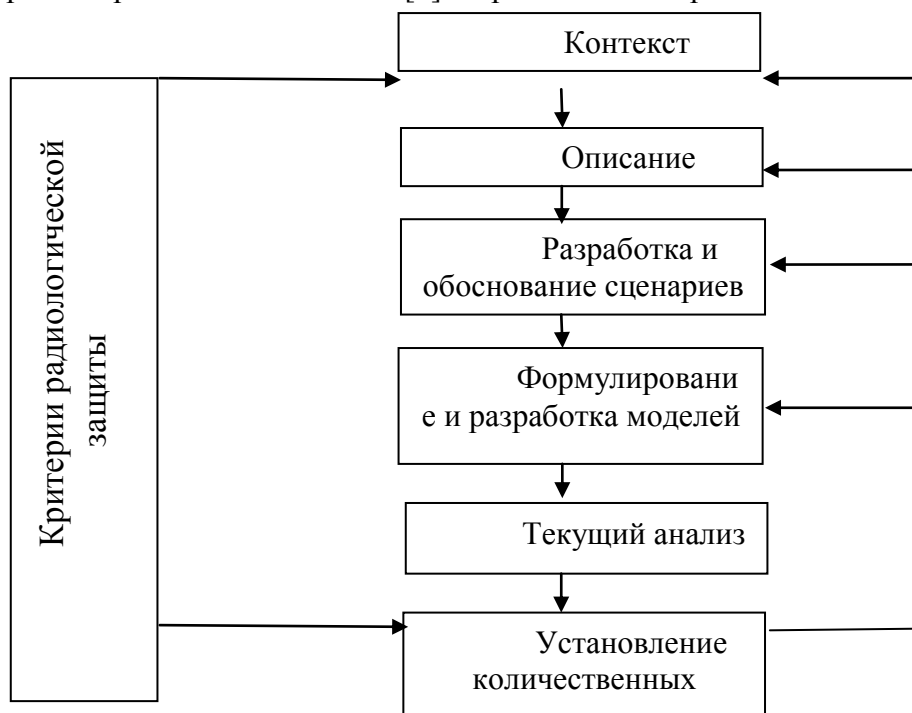 Контекст
Описание
Разработка и
обоснование сценариев
Формулировани
е и разработка моделей
Текущий анализ
Установление
количественных
Критерии радиологической
защиты